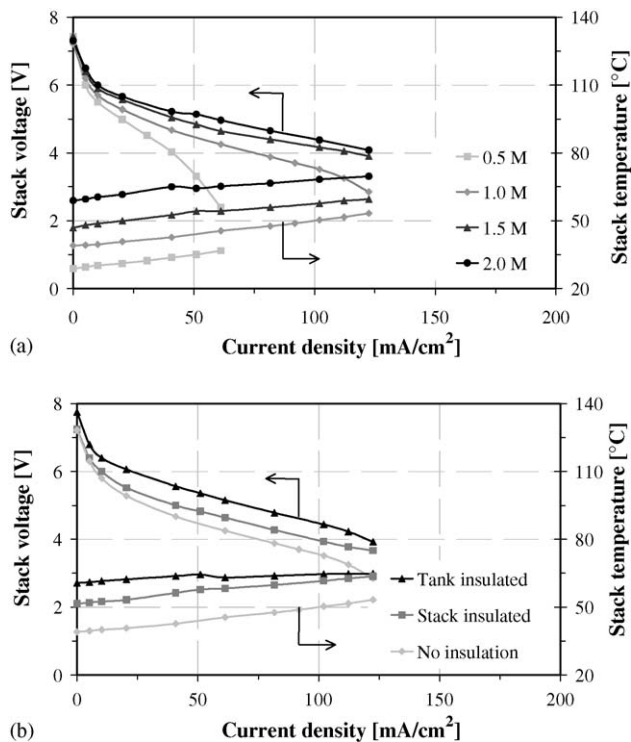 8 140
6 110
4 80
2 50
0 20
0 50 100 150 200
Stack voltage [V]
Stack temperature [°C]
Current density [mA/cm²]
0.5 M
1.0 M
1.5 M
2.0 M
(a)
8 140
6 110
4 80
2 50
0 20
0 50 100 150 200
Stack voltage [V]
Stack temperature [°C]
Current density [mA/cm²]
Tank insulated
Stack insulated
No insulation
(b)